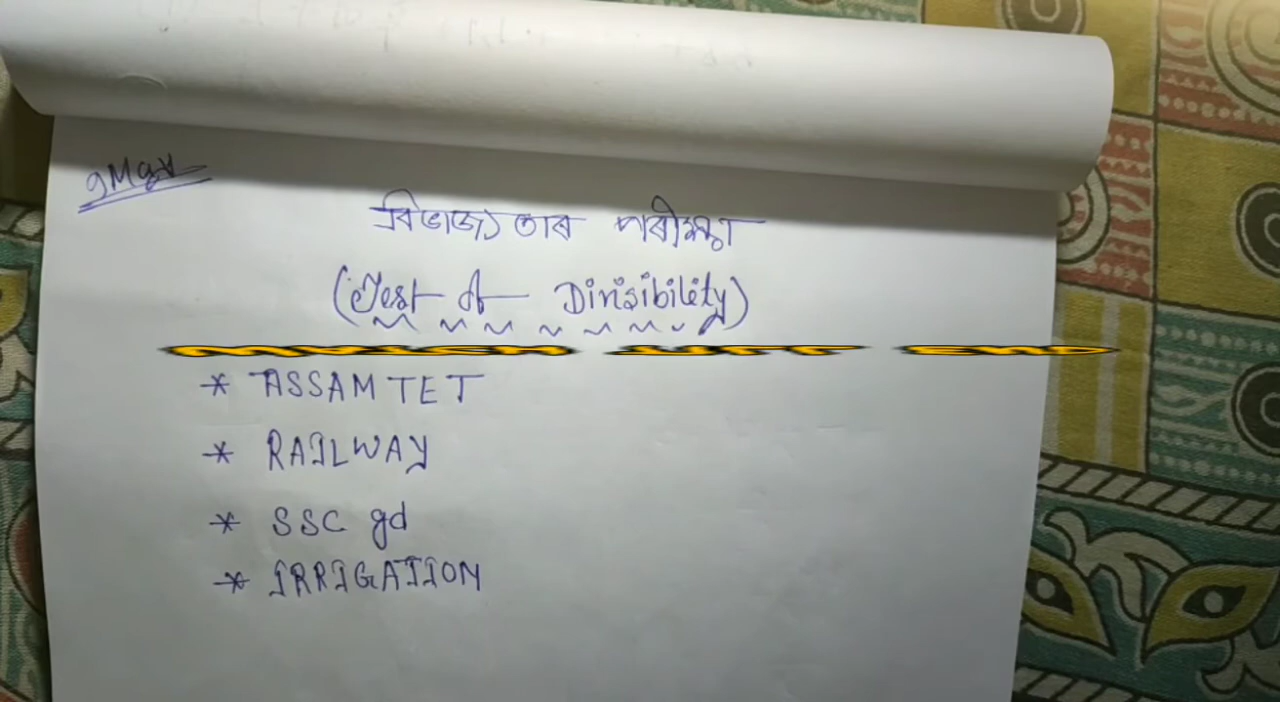 বিভাজ্যতাৰ পৰীক্ষা
(Test of Divisibility)
* ASSAM TET
* RAILWAY
* SSC gd
* IRRIGATION